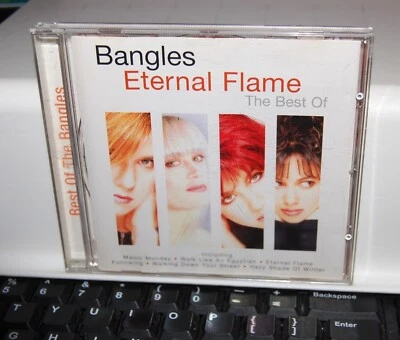 Bangles
Eternal Flame
The Best Of
Best Of The Bangles
Including
Manic Monday • Walk Like An Egyptian • Eternal Flame
Following • Walking Down Your Street • Hazy Shade Of Winter
Backspace
Enter